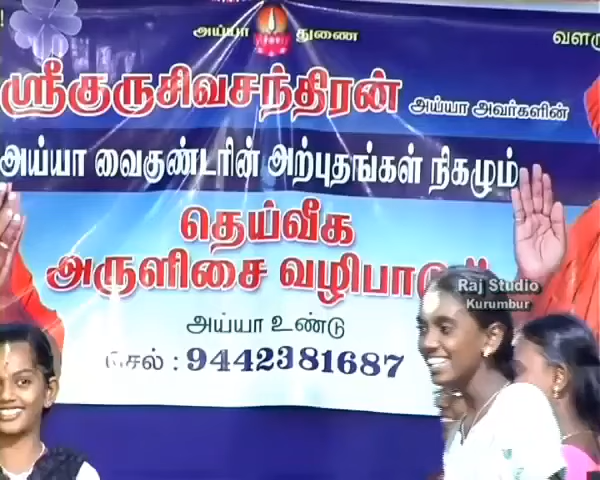 அய்யா துணை
ஸ்ரீகுருசிவசந்திரன் அய்யா அவர்களின்
அய்யா வைகுண்டரின் அற்புதங்கள் நிகழும்
தெய்வீக
அருளிசை வழிபாடு
அய்யா உண்டு
செல் : 9442381687
Raj Studio
Kurumbur